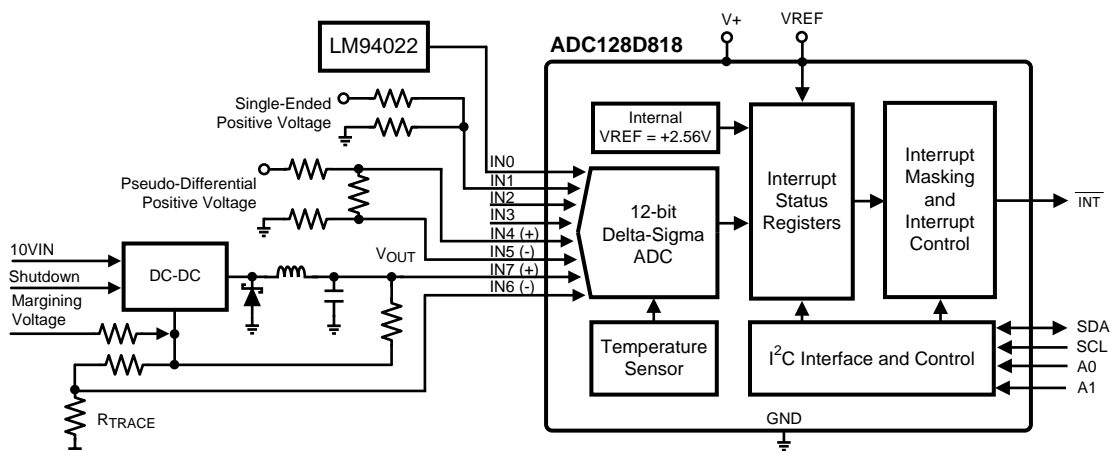 V+
VREF
ADC128D818
LM94022
Single-Ended
Positive Voltage
Internal
VREF = +2.56V
Interrupt
Status
Registers
Interrupt
Masking
and
Interrupt
Control
INT
Pseudo-Differential
Positive Voltage
IN0
IN1
IN2
IN3
IN4 (+)
IN5 (-)
IN7 (+)
IN6 (-)
12-bit
Delta-Sigma
ADC
10VIN
Shutdown
Margining
Voltage
DC-DC
VOUT
Temperature
Sensor
I²C Interface and Control
SDA
SCL
A0
A1
RTRACE
GND